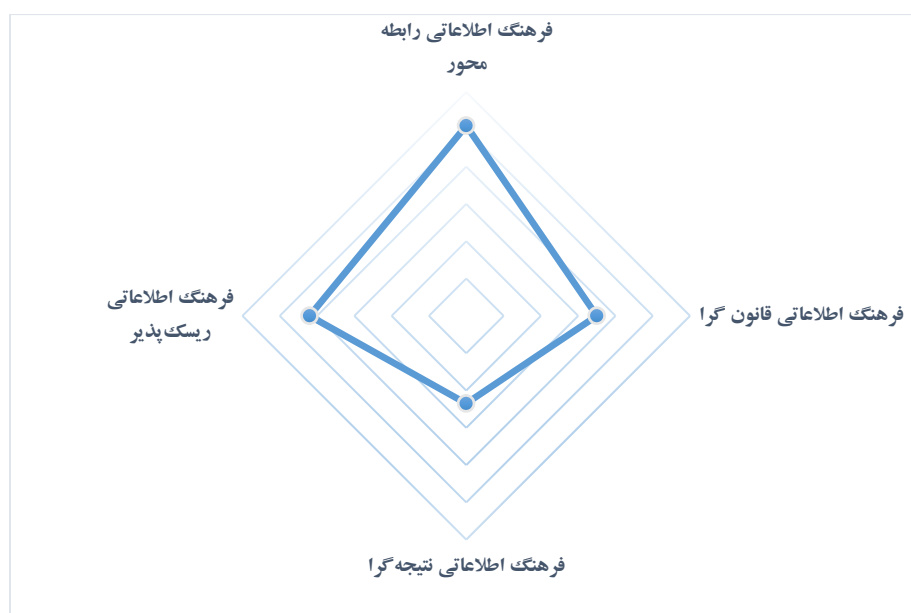 فرهنگ اطلاعاتی رابطه
محور
فرهنگ اطلاعاتی قانون گرا
فرهنگ اطلاعاتی
ریسک‌پذیر
فرهنگ اطلاعاتی نتیجه‌گرا